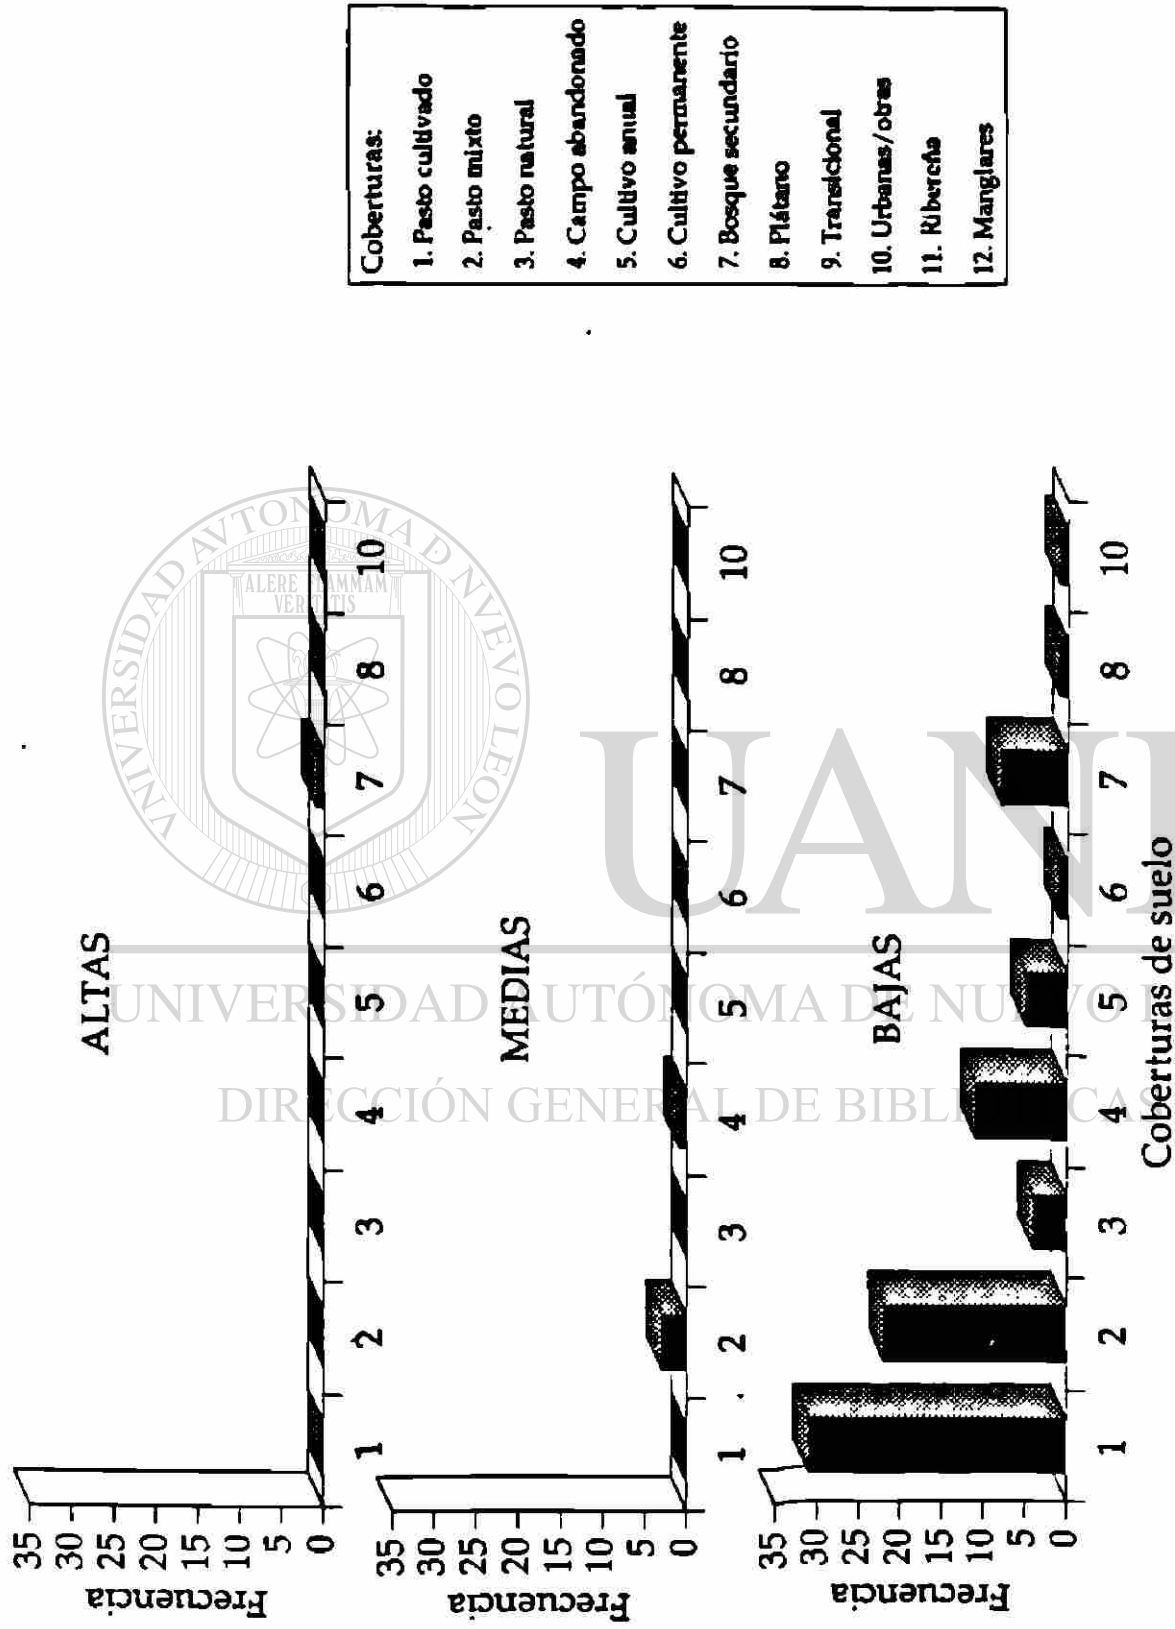 ALTAS
Frecuencia
35
30
25
20
15
10
5
0
1 2 3 4 5 6 7 8 10
MEDIAS
Frecuencia
35
30
25
20
15
10
5
0
1 2 3 4 5 6 7 8 10
BAJAS
Frecuencia
35
30
25
20
15
10
5
0
1 2 3 4 5 6 7 8 10
Coberturas de suelo
Coberturas:
1. Pasto cultivado
2. Pasto mixto
3. Pasto natural
4. Campo abandonado
5. Cultivo anual
6. Cultivo permanente
7. Bosque secundario
8. Plátano
9. Transicional
10. Urbanas/otras
11. Ribereña
12. Manglares
UNIVERSIDAD AVTONOMA D NVEVO LEON
ALERE FLAMMAM
VERITATIS
UANL
UNIVERSIDAD AUTÓNOMA DE NUEVO L
DIRECCIÓN GENERAL DE BIBLIOTECAS